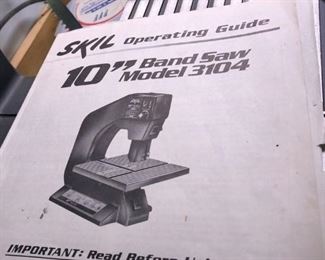 SKIL Operating Guide
10" Band Saw
Model 3104
IMPORTANT: Read Before